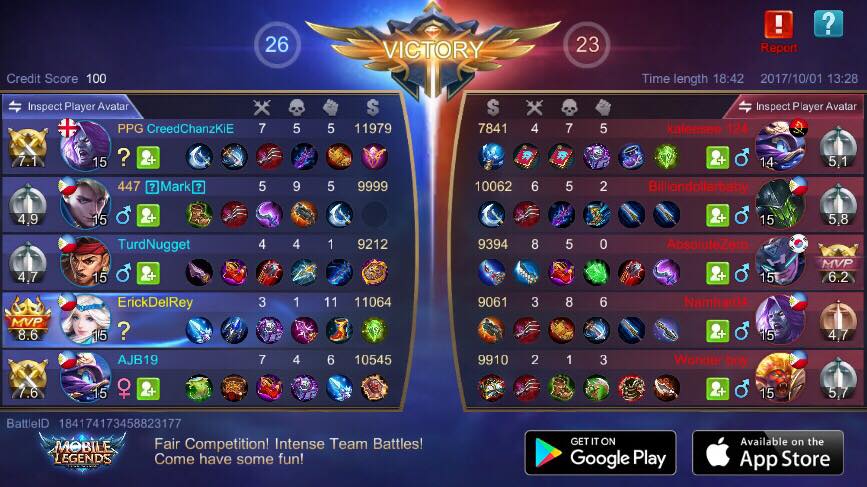 26
VICTORY
23
Report
Credit Score 100
Time length 18:42 2017/10/01 13:28
Inspect Player Avatar
Inspect Player Avatar
7.1 15 PPG CreedChanzKiE 7 5 5 11979
7841 4 7 5 kafeesee 124 14 5,1
4,9 15 447 ?Mark? 5 9 5 9999
10062 6 5 2 Billiondollarbaby 15 5,8
4,7 15 TurdNugget 4 4 1 9212
9394 8 5 0 AbsoluteZero 15 MVP 6.2
MVP 8.6 15 ErickDelRey 3 1 11 11064
9061 3 8 6 15 4,7
7.6 15 AJB19 7 4 6 10545
9910 2 1 3 Wonder boy 15 5,7
BattleID 184174173458823177
MOBILE LEGENDS
Fair Competition! Intense Team Battles!
Come have some fun!
GET IT ON
Google Play
Available on the
App Store